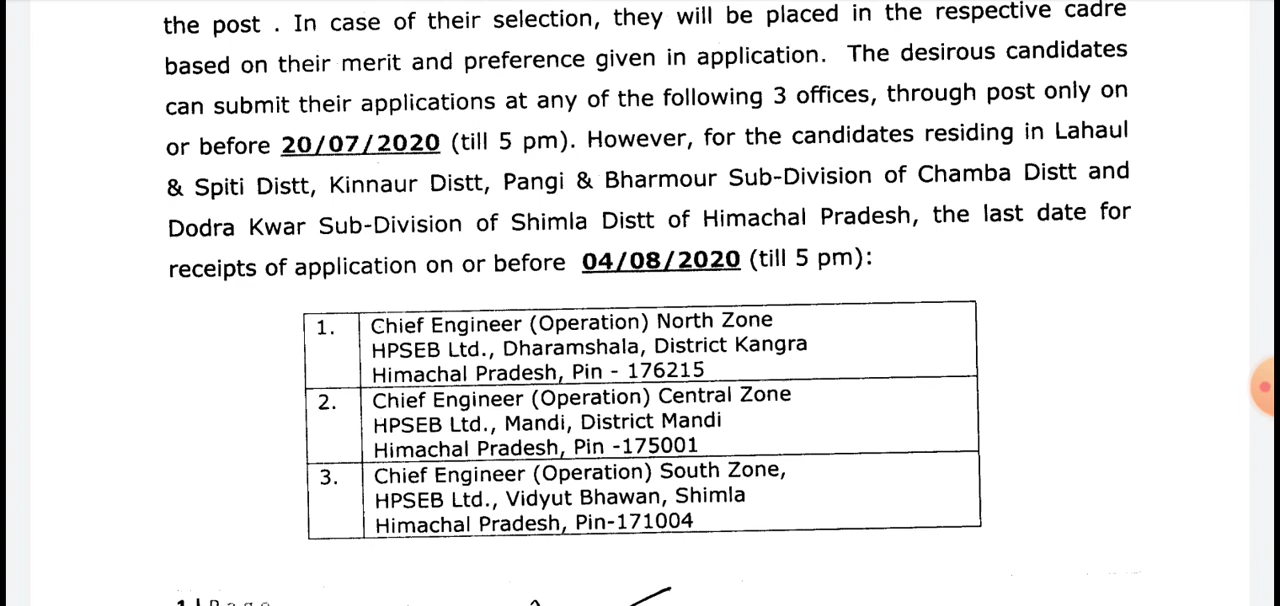 the post . In case of their selection, they will be placed in the respective cadre
based on their merit and preference given in application. The desirous candidates
can submit their applications at any of the following 3 offices, through post only on
or before 20/07/2020 (till 5 pm). However, for the candidates residing in Lahaul
& Spiti Distt, Kinnaur Distt, Pangi & Bharmour Sub-Division of Chamba Distt and
Dodra Kwar Sub-Division of Shimla Distt of Himachal Pradesh, the last date for
receipts of application on or before 04/08/2020 (till 5 pm):
1. Chief Engineer (Operation) North Zone
HPSEB Ltd., Dharamshala, District Kangra
Himachal Pradesh, Pin - 176215
2. Chief Engineer (Operation) Central Zone
HPSEB Ltd., Mandi, District Mandi
Himachal Pradesh, Pin -175001
3. Chief Engineer (Operation) South Zone,
HPSEB Ltd., Vidyut Bhawan, Shimla
Himachal Pradesh, Pin-171004